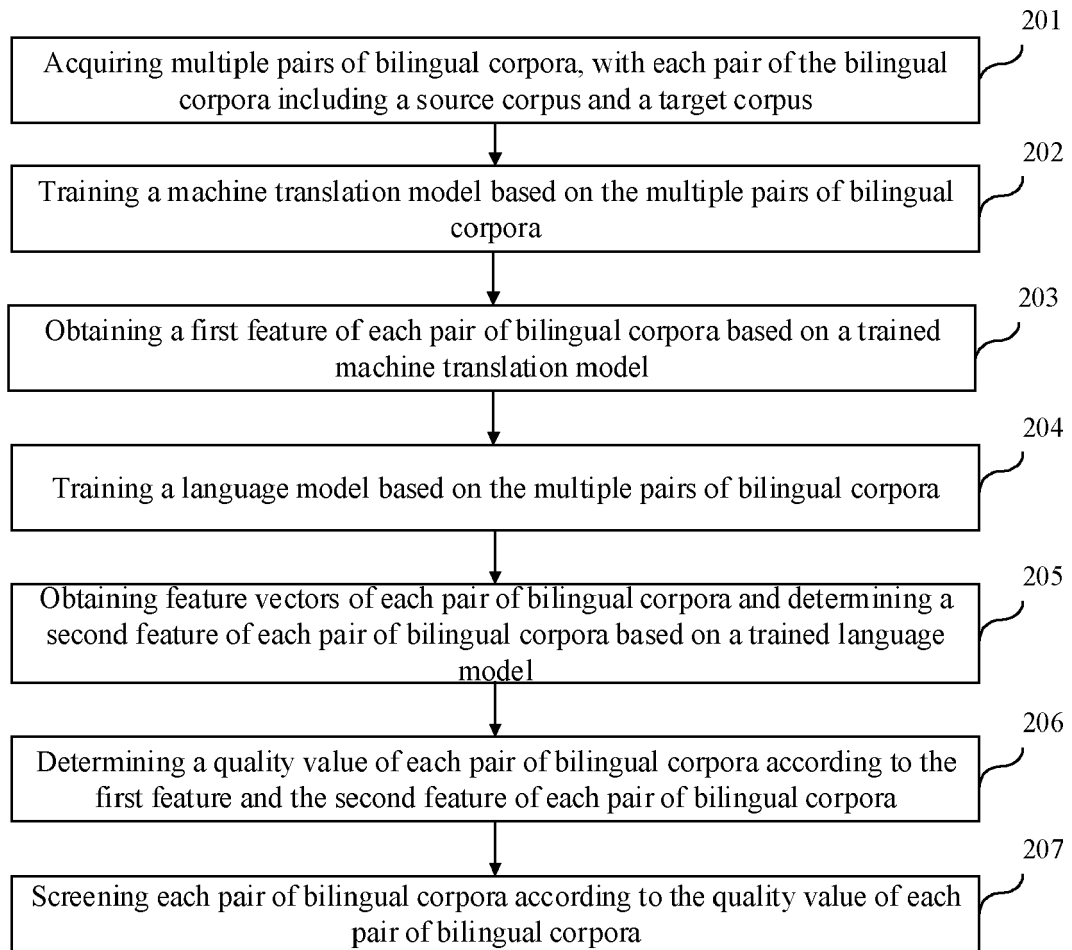 201
Acquiring multiple pairs of bilingual corpora, with each pair of the bilingual
corpora including a source corpus and a target corpus
202
Training a machine translation model based on the multiple pairs of bilingual
corpora
203
Obtaining a first feature of each pair of bilingual corpora based on a trained
machine translation model
204
Training a language model based on the multiple pairs of bilingual corpora
205
Obtaining feature vectors of each pair of bilingual corpora and determining a
second feature of each pair of bilingual corpora based on a trained language
model
206
Determining a quality value of each pair of bilingual corpora according to the
first feature and the second feature of each pair of bilingual corpora
207
Screening each pair of bilingual corpora according to the quality value of each
pair of bilingual corpora